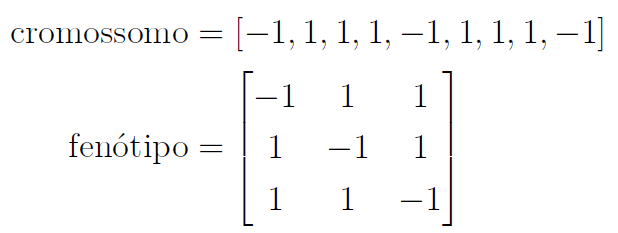 cromossomo = [−1, 1, 1, 1, −1, 1, 1, 1, −1]
−1 1 1
fenótipo = 1 −1 1
1 1 −1